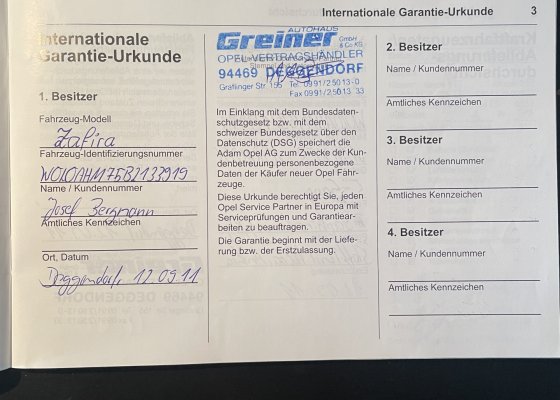 Internationale Garantie-Urkunde 3
Internationale
Garantie-Urkunde
1. Besitzer
Fahrzeug-Modell
Zafira
Fahrzeug-Identifizierungsnummer
W0L0AHM75B2133919
Name / Kundennummer
Josef Bergmann
Amtliches Kennzeichen
Ort, Datum
Deggendorf, 12.09.11
AUTOHAUS
Greiner GmbH
& Co KG
OPEL-VERTRAGSHÄNDLER
94469 DEGGENDORF
Graflinger Str. 155 Tel. 0991/25013-0
Fax 0991/25013 33
Im Einklang mit dem Bundesdaten-
schutzgesetz bzw. mit dem
schweizer Bundesgesetz über den
Datenschutz (DSG) speichert die
Adam Opel AG zum Zwecke der Kun-
denbetreuung personenbezogene
Daten der Käufer neuer Opel Fahr-
zeuge.
Diese Urkunde berechtigt Sie, jeden
Opel Service Partner in Europa mit
Serviceprüfungen und Garantiear-
beiten zu beauftragen.
Die Garantie beginnt mit der Liefe-
rung bzw. der Erstzulassung.
2. Besitzer
Name / Kundennummer
Amtliches Kennzeichen
3. Besitzer
Name / Kundennummer
Amtliches Kennzeichen
4. Besitzer
Name / Kundennummer
Amtliches Kennzeichen